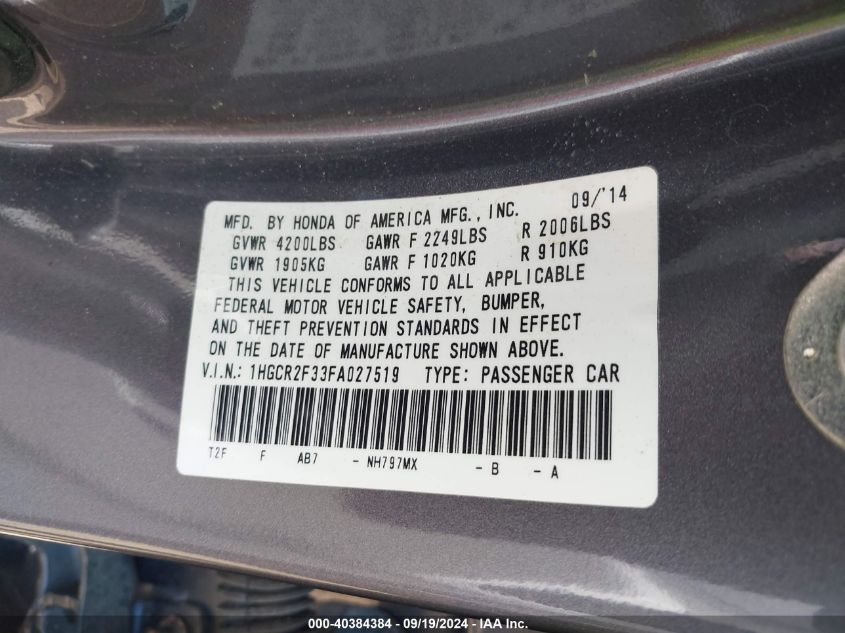 MFD. BY HONDA OF AMERICA MFG., INC. 09/'14
GVWR 4200LBS GAWR F 2249LBS R 2006LBS
GVWR 1905KG GAWR F 1020KG R 910KG
THIS VEHICLE CONFORMS TO ALL APPLICABLE
FEDERAL MOTOR VEHICLE SAFETY, BUMPER,
AND THEFT PREVENTION STANDARDS IN EFFECT
ON THE DATE OF MANUFACTURE SHOWN ABOVE.
V.I.N.: 1HGCR2F33FA027519 TYPE: PASSENGER CAR
T2F F AB7 - NH797MX - B - A
000-40384384 - 09/19/2024 - IAA Inc.